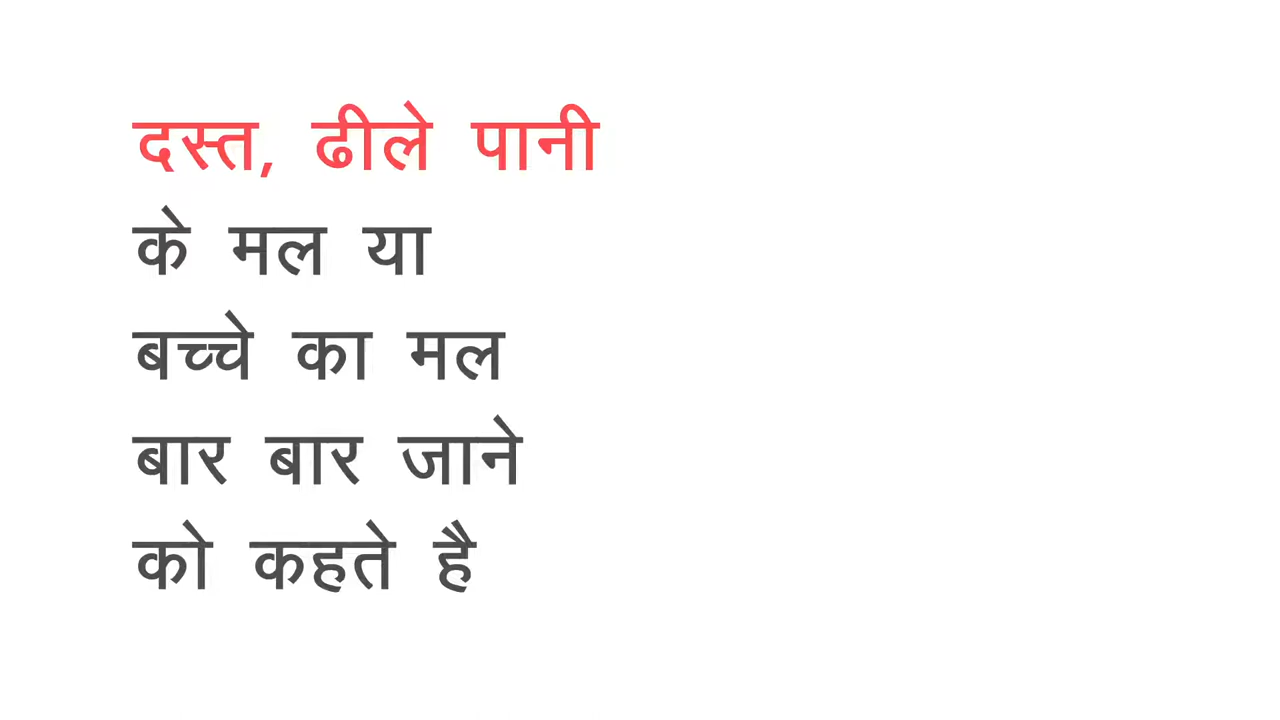 दस्त, ढीले पानी
के मल या
बच्चे का मल
बार बार जाने
को कहते है